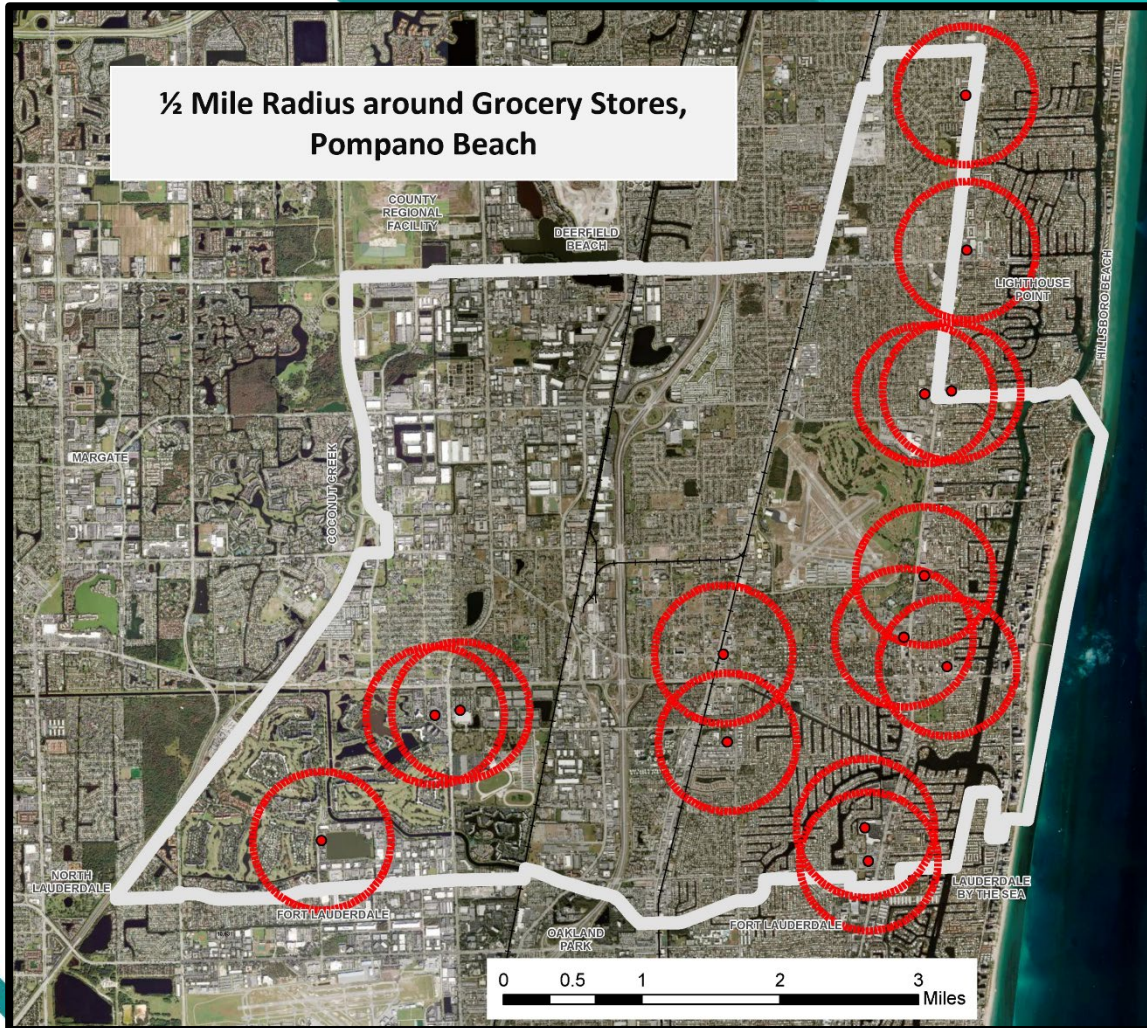 ½ Mile Radius around Grocery Stores,
Pompano Beach
COUNTY
REGIONAL
FACILITY
DEERFIELD
BEACH
LIGHTHOUSE
POINT
HILLSBORO BEACH
MARGATE
COCONUT CREEK
NORTH
LAUDERDALE
FORT LAUDERDALE
OAKLAND
PARK
FORT LAUDERDALE
LAUDERDALE
BY THE SEA
0 0.5 1 2 3
Miles